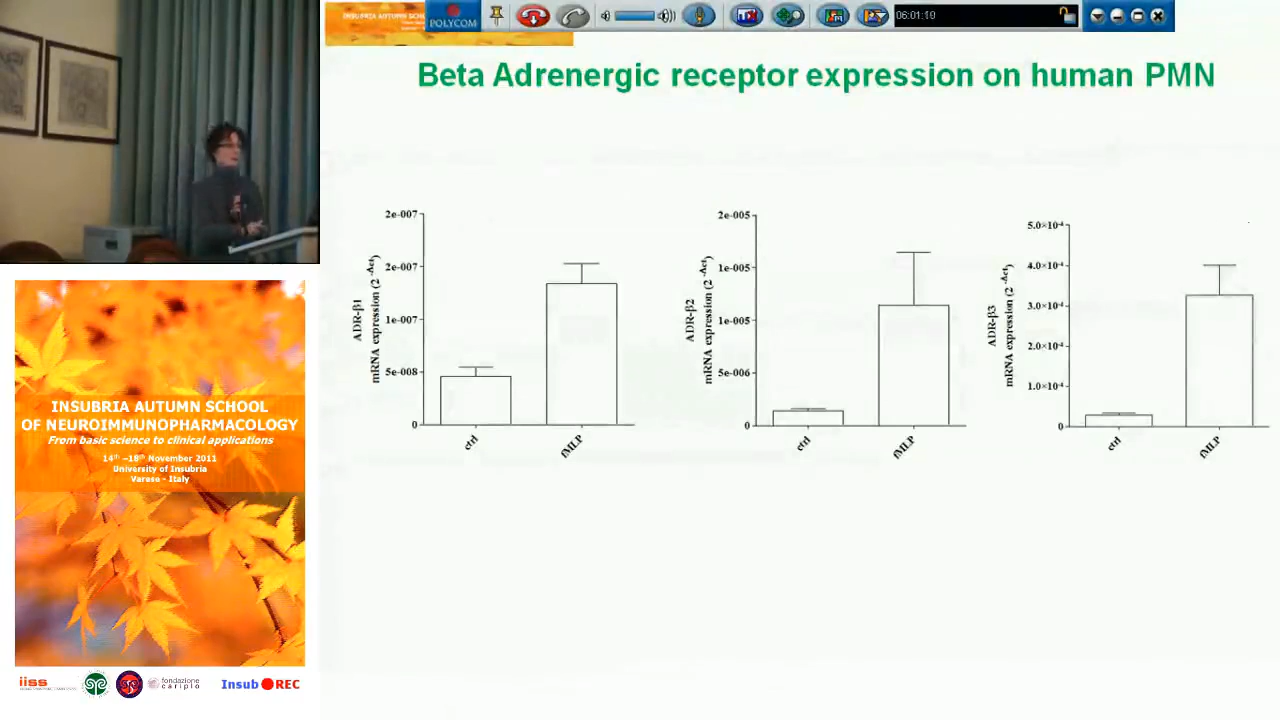 INSUBRIA AUTUMN SCHOOL
POLYCOM
06:01:10
Beta Adrenergic receptor expression on human PMN
ADR-β1
mRNA expression (2 -Δct)
2e-007
2e-007
1e-007
5e-008
0
ctrl
fMLP
ADR-β2
mRNA expression (2 -Δct)
2e-005
1e-005
1e-005
5e-006
0
ctrl
fMLP
ADR-β3
mRNA expression (2 -Δct)
5.0×10-4
4.0×10-4
3.0×10-4
2.0×10-4
1.0×10-4
0
ctrl
fMLP
INSUBRIA AUTUMN SCHOOL
OF NEUROIMMUNOPHARMACOLOGY
From basic science to clinical applications
14th –18th November 2011
University of Insubria
Varese - Italy
iiss
fondazione
cariplo
Insub REC